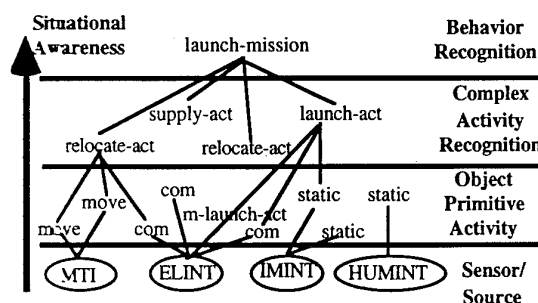 Situational
Awareness
launch-mission
Behavior
Recognition
supply-act
launch-act
relocate-act
relocate-act
Complex
Activity
Recognition
move
move
com
com
m-launch-act
com
static
static
static
Object
Primitive
Activity
MTI
ELINT
IMINT
HUMINT
Sensor/
Source